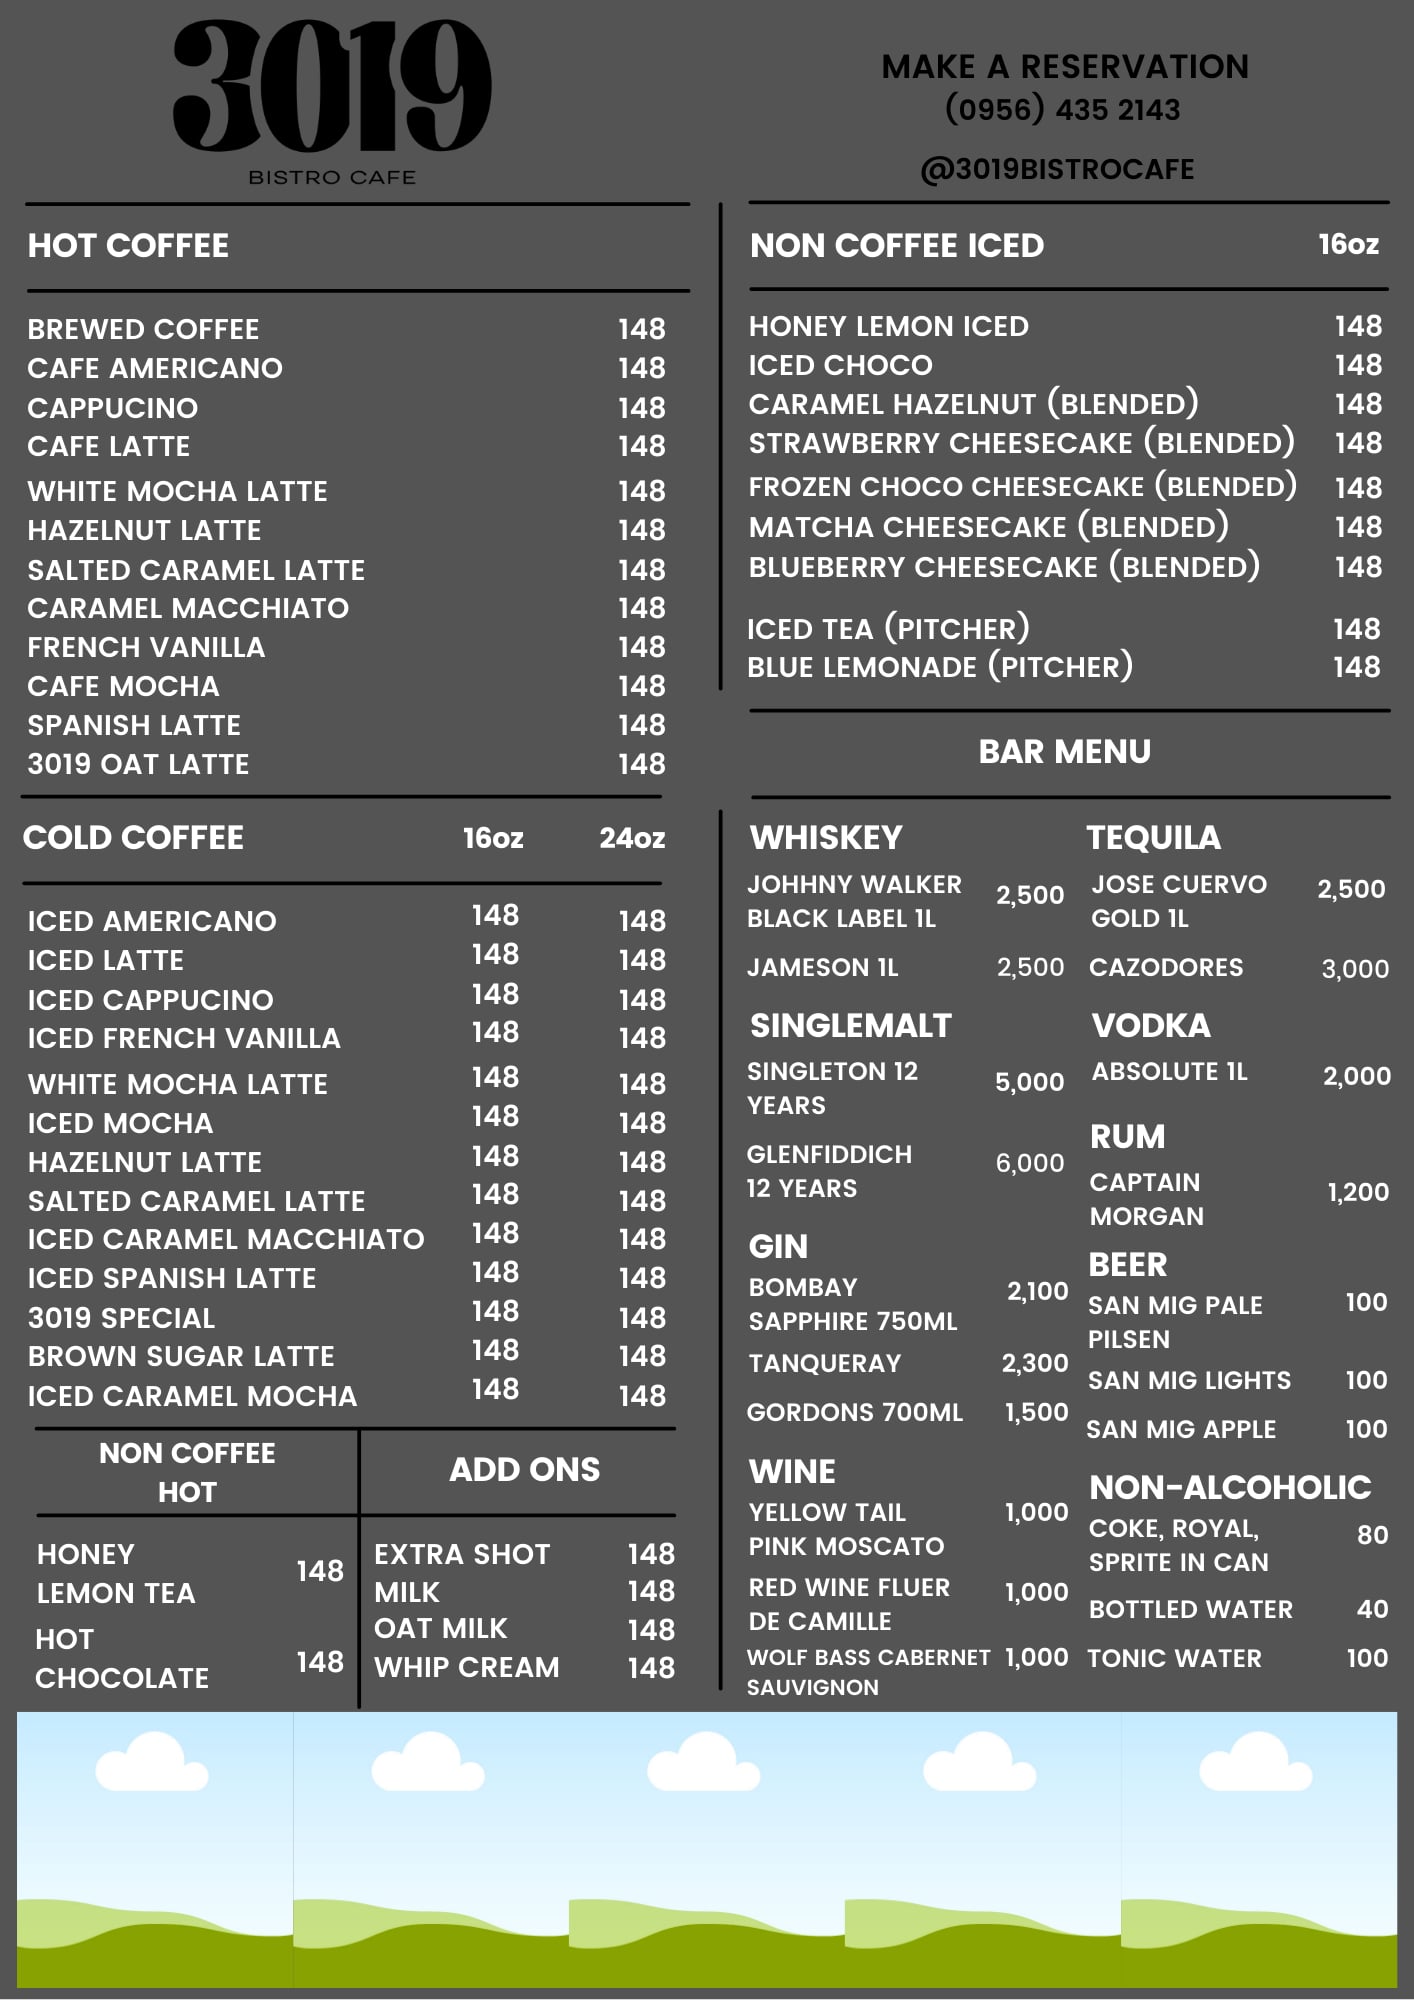 3019
BISTRO CAFE
MAKE A RESERVATION
(0956) 435 2143
@3019BISTROCAFE
HOT COFFEE
BREWED COFFEE 148
CAFE AMERICANO 148
CAPPUCINO 148
CAFE LATTE 148
WHITE MOCHA LATTE 148
HAZELNUT LATTE 148
SALTED CARAMEL LATTE 148
CARAMEL MACCHIATO 148
FRENCH VANILLA 148
CAFE MOCHA 148
SPANISH LATTE 148
3019 OAT LATTE 148
COLD COFFEE 16oz 24oz
ICED AMERICANO 148 148
ICED LATTE 148 148
ICED CAPPUCINO 148 148
ICED FRENCH VANILLA 148 148
WHITE MOCHA LATTE 148 148
ICED MOCHA 148 148
HAZELNUT LATTE 148 148
SALTED CARAMEL LATTE 148 148
ICED CARAMEL MACCHIATO 148 148
ICED SPANISH LATTE 148 148
3019 SPECIAL 148 148
BROWN SUGAR LATTE 148 148
ICED CARAMEL MOCHA 148 148
NON COFFEE
HOT
HONEY
LEMON TEA 148
HOT
CHOCOLATE 148
ADD ONS
EXTRA SHOT 148
MILK 148
OAT MILK 148
WHIP CREAM 148
NON COFFEE ICED 16oz
HONEY LEMON ICED 148
ICED CHOCO 148
CARAMEL HAZELNUT (BLENDED) 148
STRAWBERRY CHEESECAKE (BLENDED) 148
FROZEN CHOCO CHEESECAKE (BLENDED) 148
MATCHA CHEESECAKE (BLENDED) 148
BLUEBERRY CHEESECAKE (BLENDED) 148
ICED TEA (PITCHER) 148
BLUE LEMONADE (PITCHER) 148
BAR MENU
WHISKEY
JOHHNY WALKER 2,500
BLACK LABEL 1L
JAMESON 1L 2,500
SINGLEMALT
SINGLETON 12 5,000
YEARS
GLENFIDDICH 6,000
12 YEARS
GIN
BOMBAY 2,100
SAPPHIRE 750ML
TANQUERAY 2,300
GORDONS 700ML 1,500
WINE
YELLOW TAIL 1,000
PINK MOSCATO
RED WINE FLUER 1,000
DE CAMILLE
WOLF BASS CABERNET 1,000
SAUVIGNON
TEQUILA
JOSE CUERVO 2,500
GOLD 1L
CAZODORES 3,000
VODKA
ABSOLUTE 1L 2,000
RUM
CAPTAIN 1,200
MORGAN
BEER
SAN MIG PALE 100
PILSEN
SAN MIG LIGHTS 100
SAN MIG APPLE 100
NON-ALCOHOLIC
COKE, ROYAL, 80
SPRITE IN CAN
BOTTLED WATER 40
TONIC WATER 100